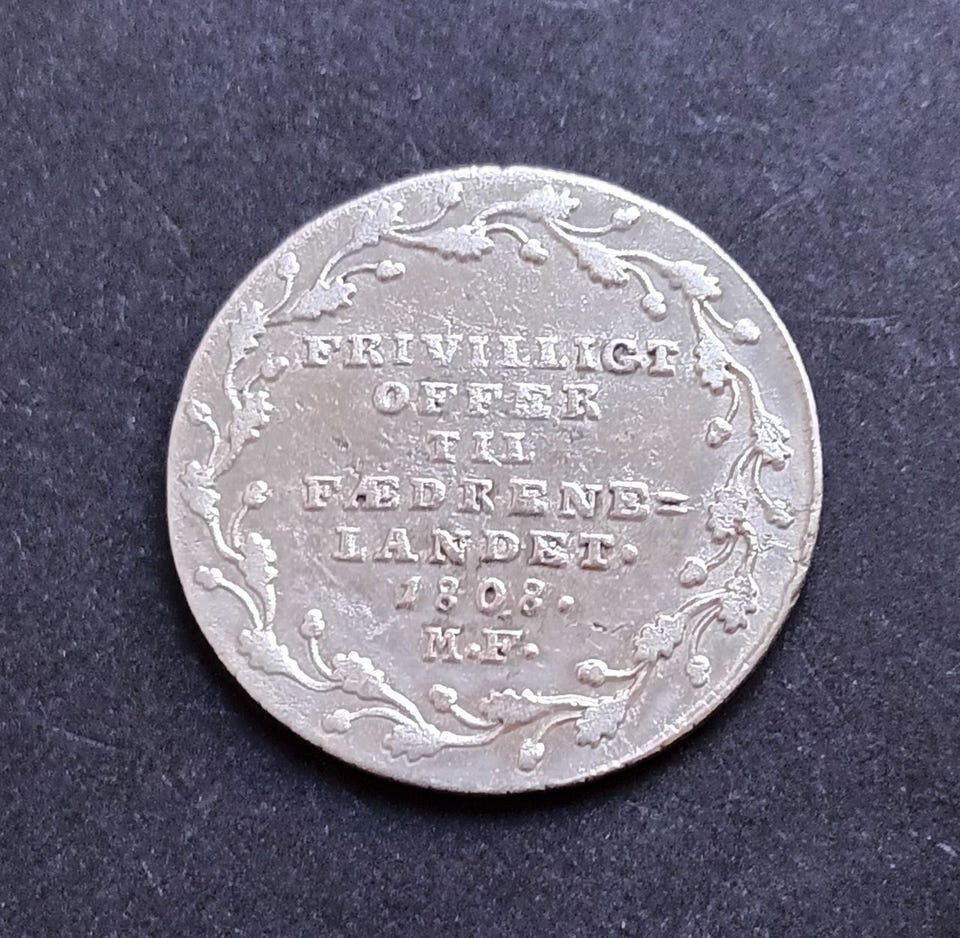 FRIVILLIGT
OFFER
TIL
FÆDRENE=
LANDET.
1808.
M.F.